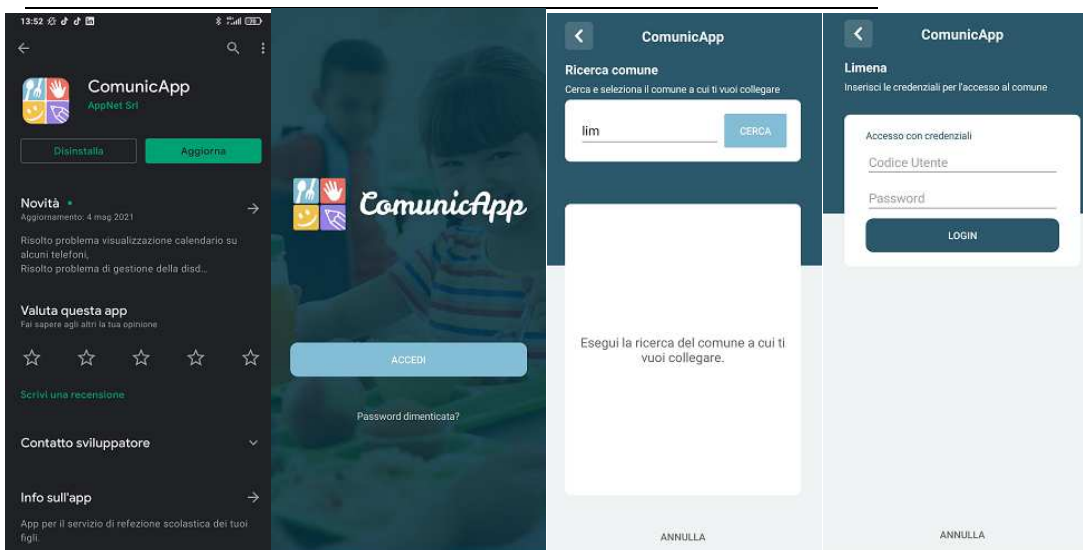 13:52
ComunicApp
AppNet Srl
Disinstalla
Aggiorna
Novità
Aggiornamento: 4 mag 2021
Risolto problema visualizzazione calendario su
alcuni telefoni,
Risolto problema di gestione della disd...
Valuta questa app
Fai sapere agli altri la tua opinione
Scrivi una recensione
Contatto sviluppatore
Info sull'app
App per il servizio di refezione scolastica dei tuoi
figli.
ComunicApp
ACCEDI
Password dimenticata?
ComunicApp
Ricerca comune
Cerca e seleziona il comune a cui ti vuoi collegare
lim
CERCA
Esegui la ricerca del comune a cui ti
vuoi collegare.
ANNULLA
ComunicApp
Limena
Inserisci le credenziali per l'accesso al comune
Accesso con credenziali
Codice Utente
Password
LOGIN
ANNULLA